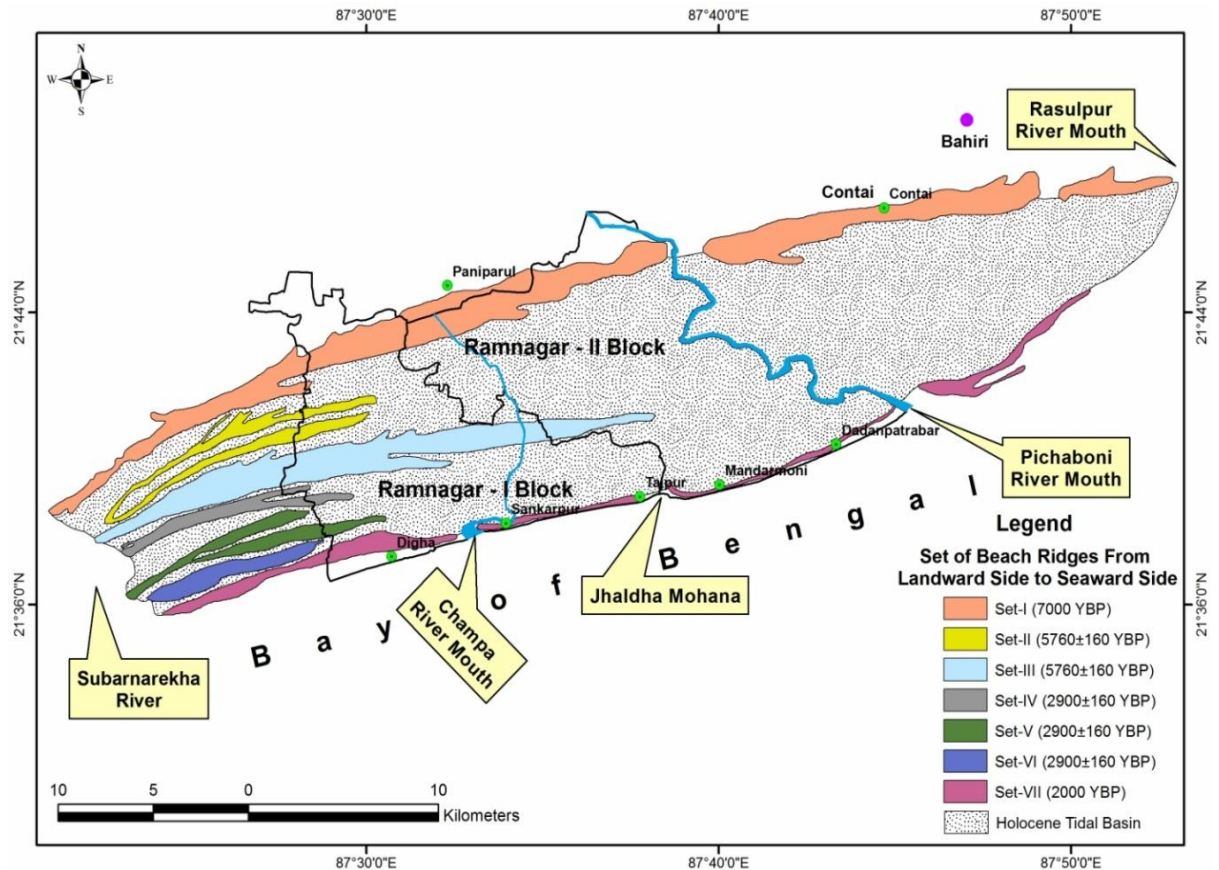 87°30'0"E
87°40'0"E
87°50'0"E
N
W
E
S
Rasulpur
River Mouth
Bahiri
Contai
Contai
Paniparul
21°44'0"N
21°44'0"N
Ramnagar - II Block
Dadanpatrabar
Mandarmoni
Tajpur
Ramnagar - I Block
Sankarpur
Digha
Pichaboni
River Mouth
Jhaldha Mohana
Champa
River Mouth
Bay of Bengal
Subarnarekha
River
21°36'0"N
21°36'0"N
Legend
Set of Beach Ridges From
Landward Side to Seaward Side
Set-I (7000 YBP)
Set-II (5760±160 YBP)
Set-III (5760±160 YBP)
Set-IV (2900±160 YBP)
Set-V (2900±160 YBP)
Set-VI (2900±160 YBP)
Set-VII (2000 YBP)
Holocene Tidal Basin
10 5 0 10
Kilometers
87°30'0"E
87°40'0"E
87°50'0"E